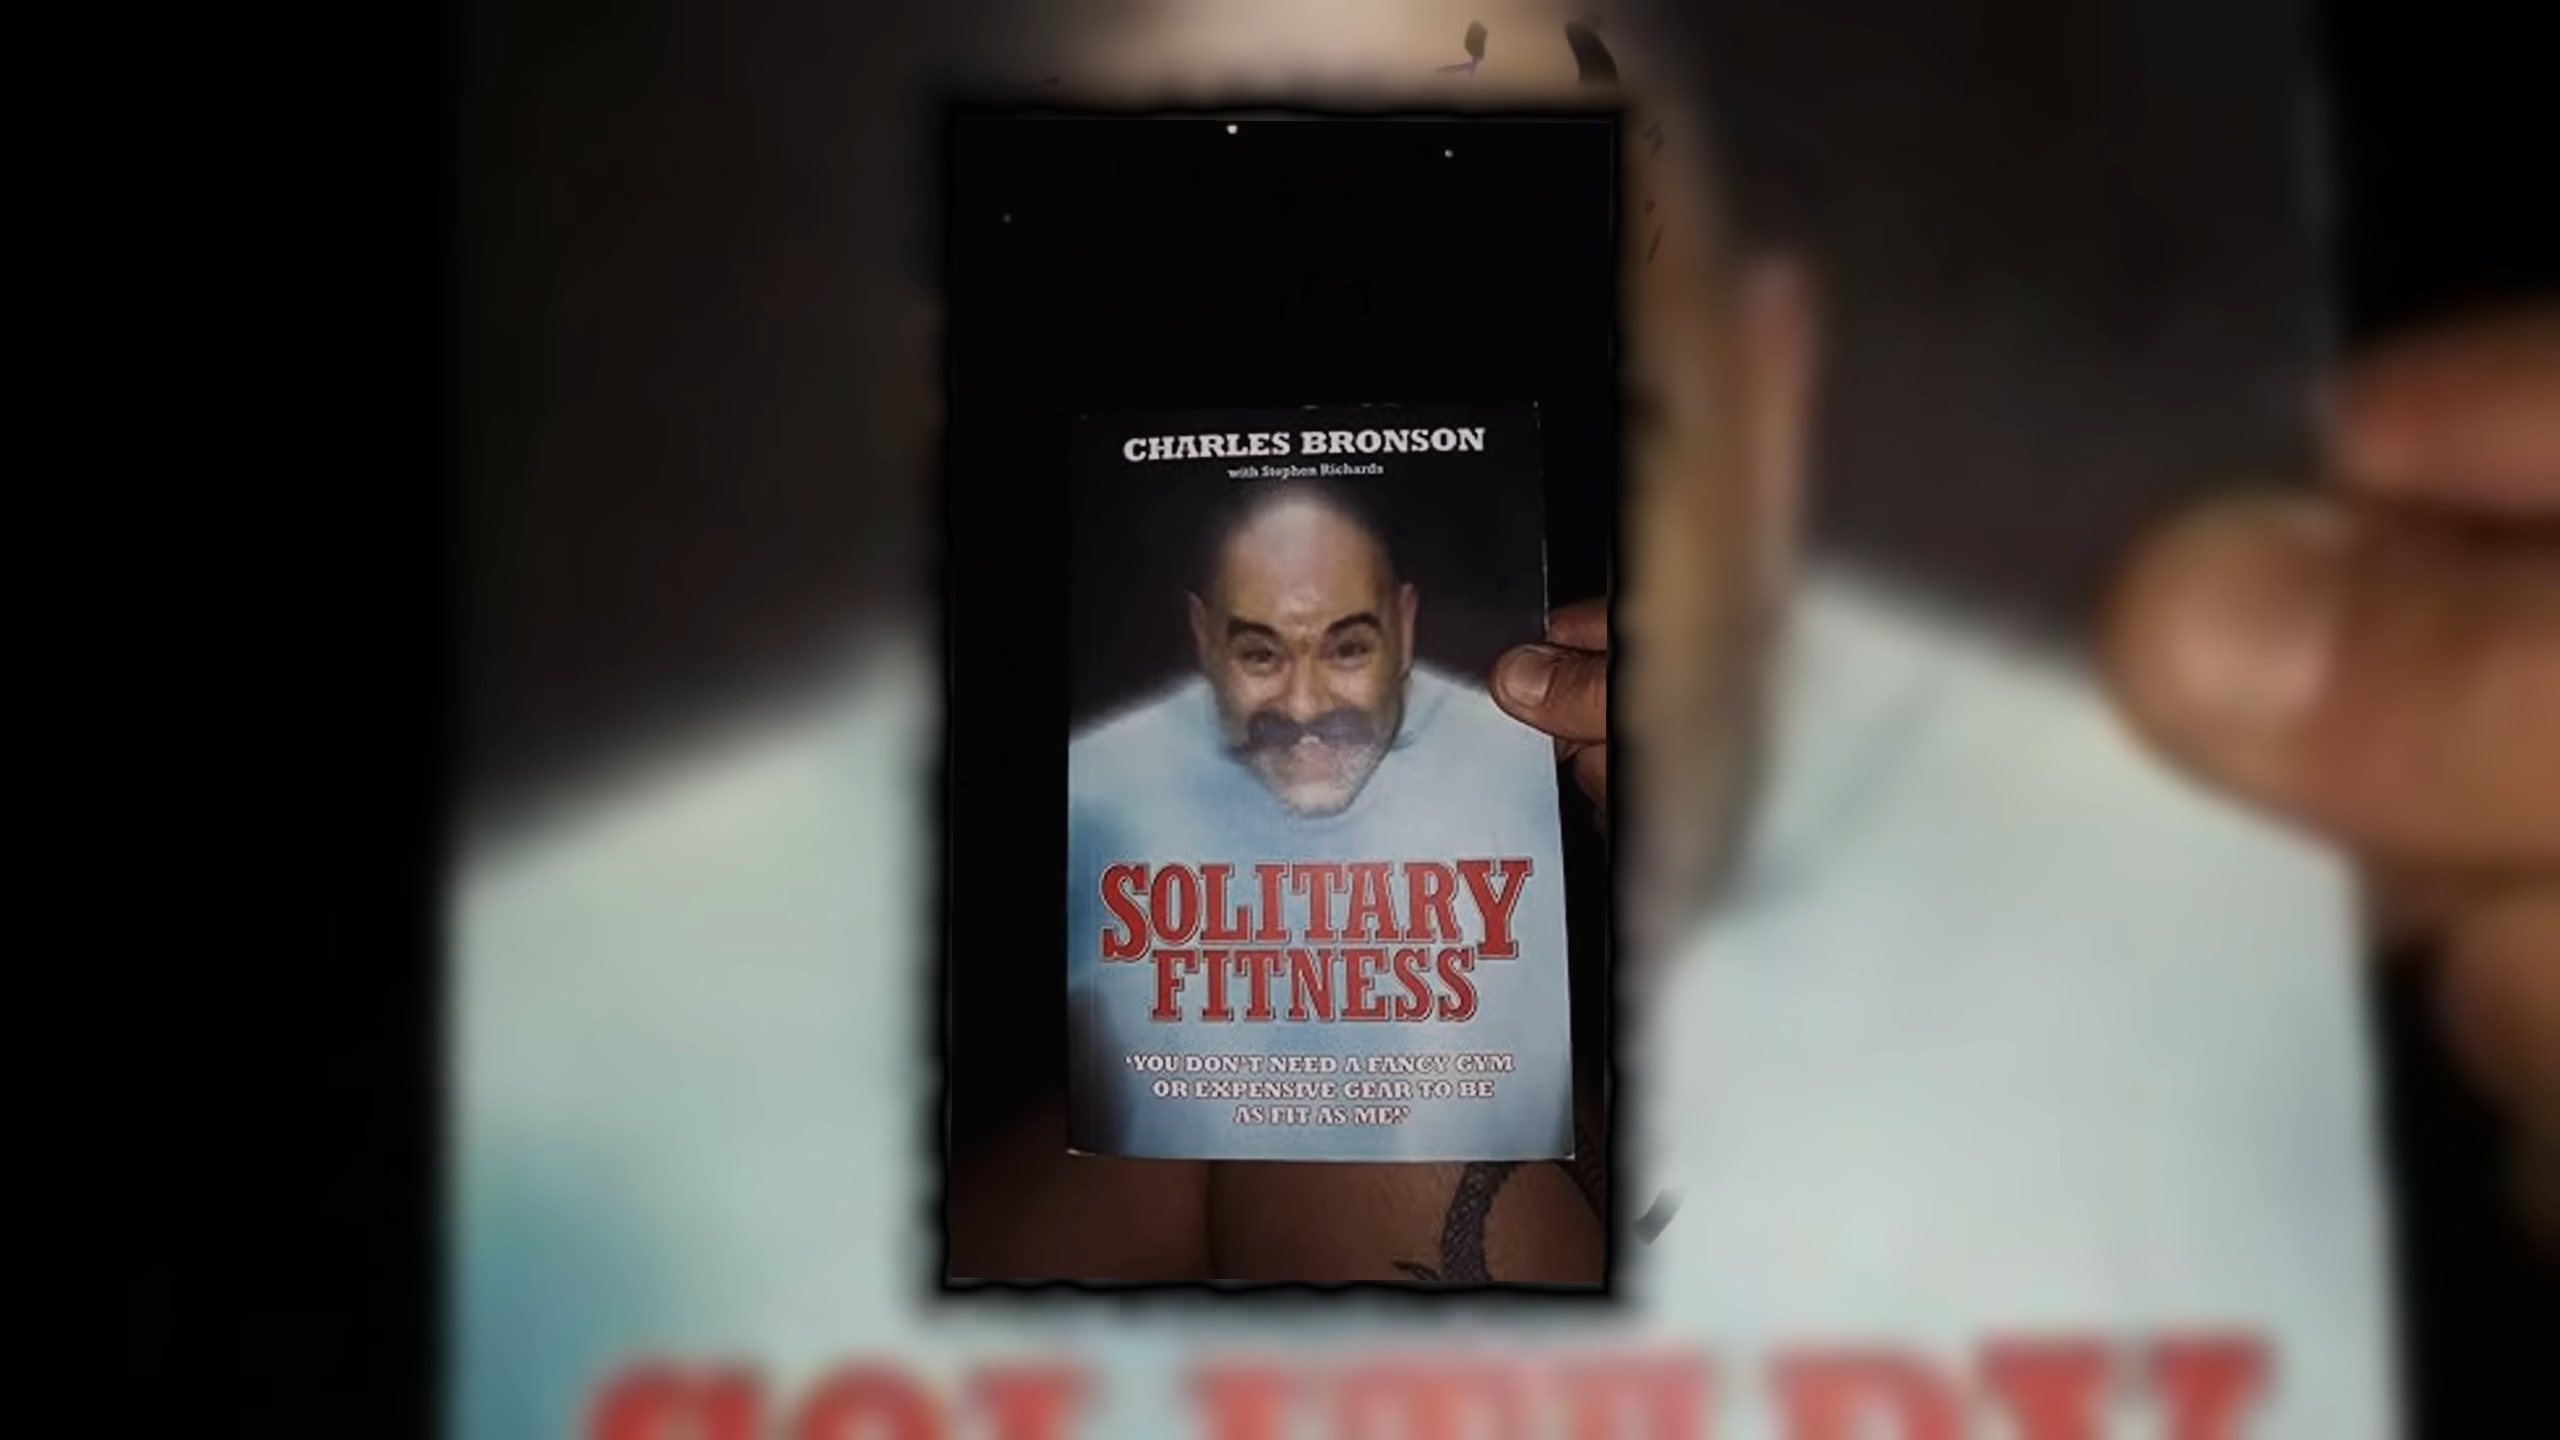 CHARLES BRONSON
with Stephen Richards
SOLITARY
FITNESS
'YOU DON'T NEED A FANCY GYM
OR EXPENSIVE GEAR TO BE
AS FIT AS ME!'